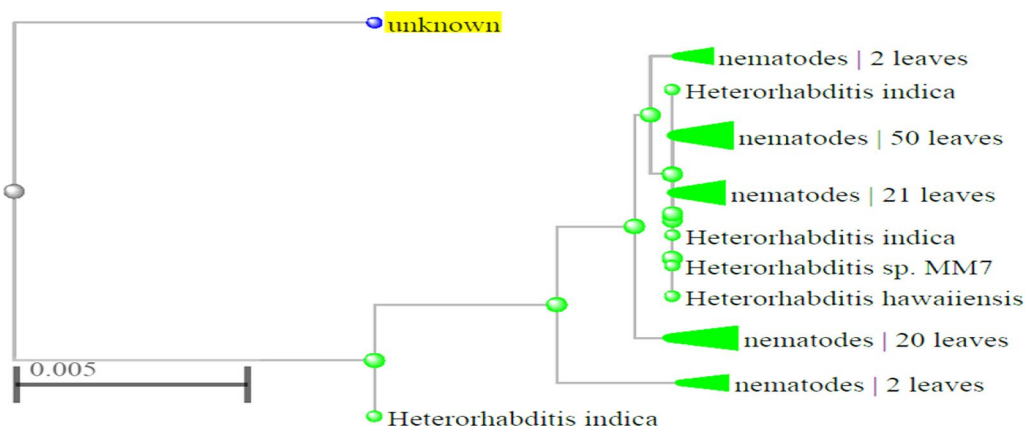 unknown
nematodes | 2 leaves
Heterorhabditis indica
nematodes | 50 leaves
nematodes | 21 leaves
Heterorhabditis indica
Heterorhabditis sp. MM7
Heterorhabditis hawaiiensis
nematodes | 20 leaves
0.005
nematodes | 2 leaves
Heterorhabditis indica